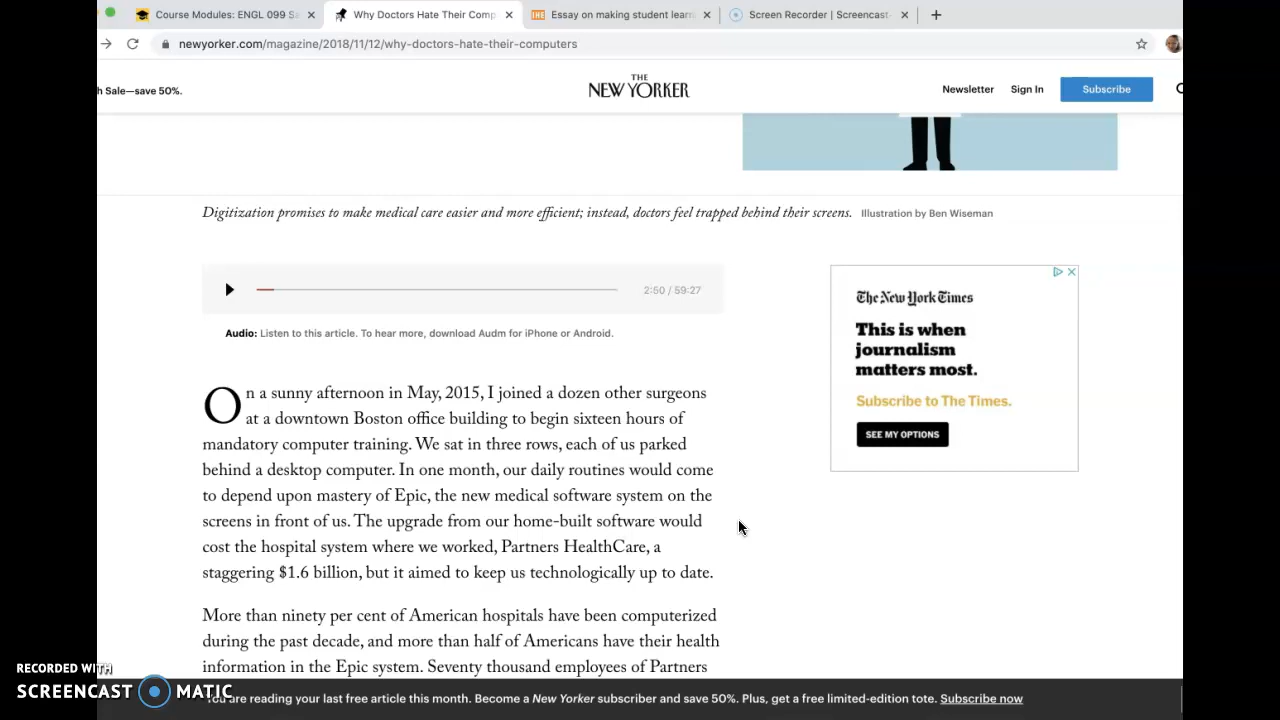 Course Modules: ENGL 099 Sa
Why Doctors Hate Their Comp
Essay on making student learn
Screen Recorder | Screencast-
newyorker.com/magazine/2018/11/12/why-doctors-hate-their-computers
h Sale—save 50%.
THE
NEW YORKER
Newsletter
Sign In
Subscribe
Digitization promises to make medical care easier and more efficient; instead, doctors feel trapped behind their screens. Illustration by Ben Wiseman
2:50 / 59:27
Audio: Listen to this article. To hear more, download Audm for iPhone or Android.
On a sunny afternoon in May, 2015, I joined a dozen other surgeons
at a downtown Boston office building to begin sixteen hours of
mandatory computer training. We sat in three rows, each of us parked
behind a desktop computer. In one month, our daily routines would come
to depend upon mastery of Epic, the new medical software system on the
screens in front of us. The upgrade from our home-built software would
cost the hospital system where we worked, Partners HealthCare, a
staggering $1.6 billion, but it aimed to keep us technologically up to date.
More than ninety per cent of American hospitals have been computerized
during the past decade, and more than half of Americans have their health
information in the Epic system. Seventy thousand employees of Partners
The New York Times
This is when
journalism
matters most.
Subscribe to The Times.
SEE MY OPTIONS
You are reading your last free article this month. Become a New Yorker subscriber and save 50%. Plus, get a free limited-edition tote. Subscribe now
RECORDED WITH
SCREENCAST MATIC